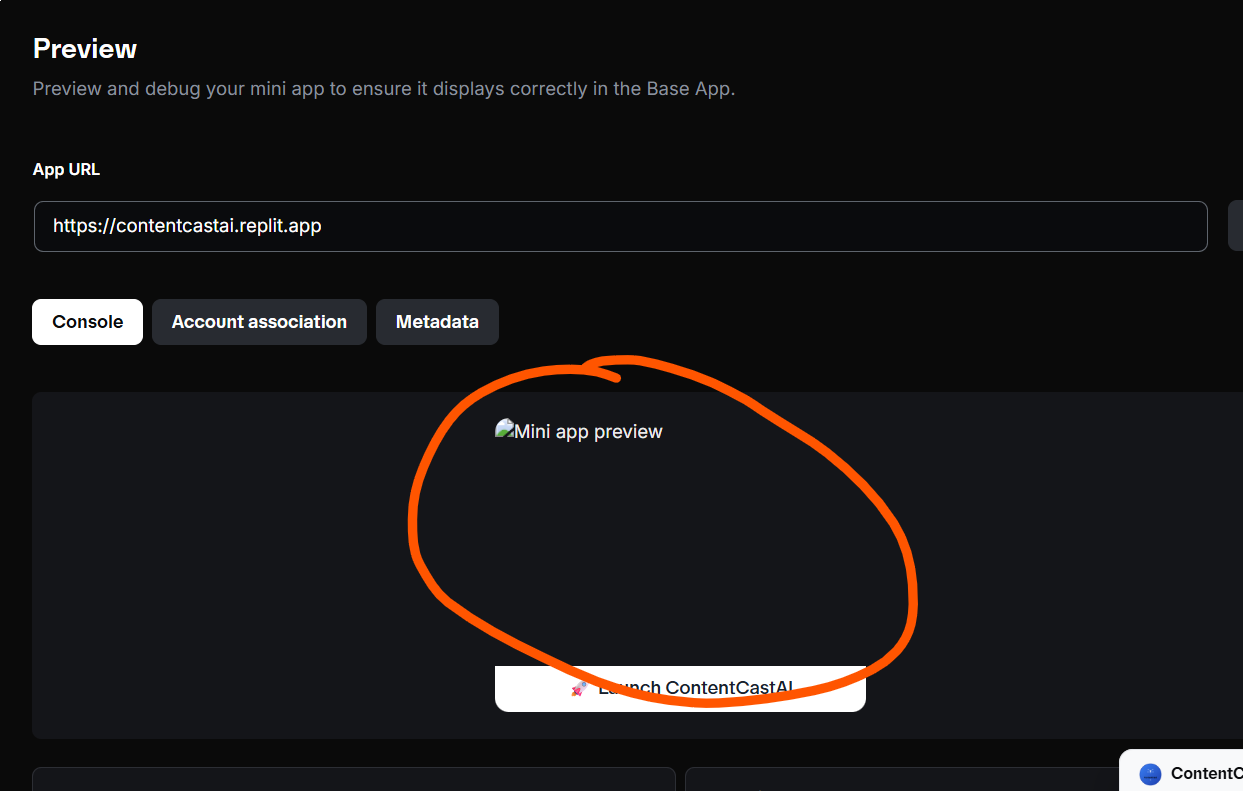 Preview
Preview and debug your mini app to ensure it displays correctly in the Base App.
App URL
https://contentcastai.replit.app
Console Account association Metadata
Mini app preview
🚀 Launch ContentCastAI
ContentC